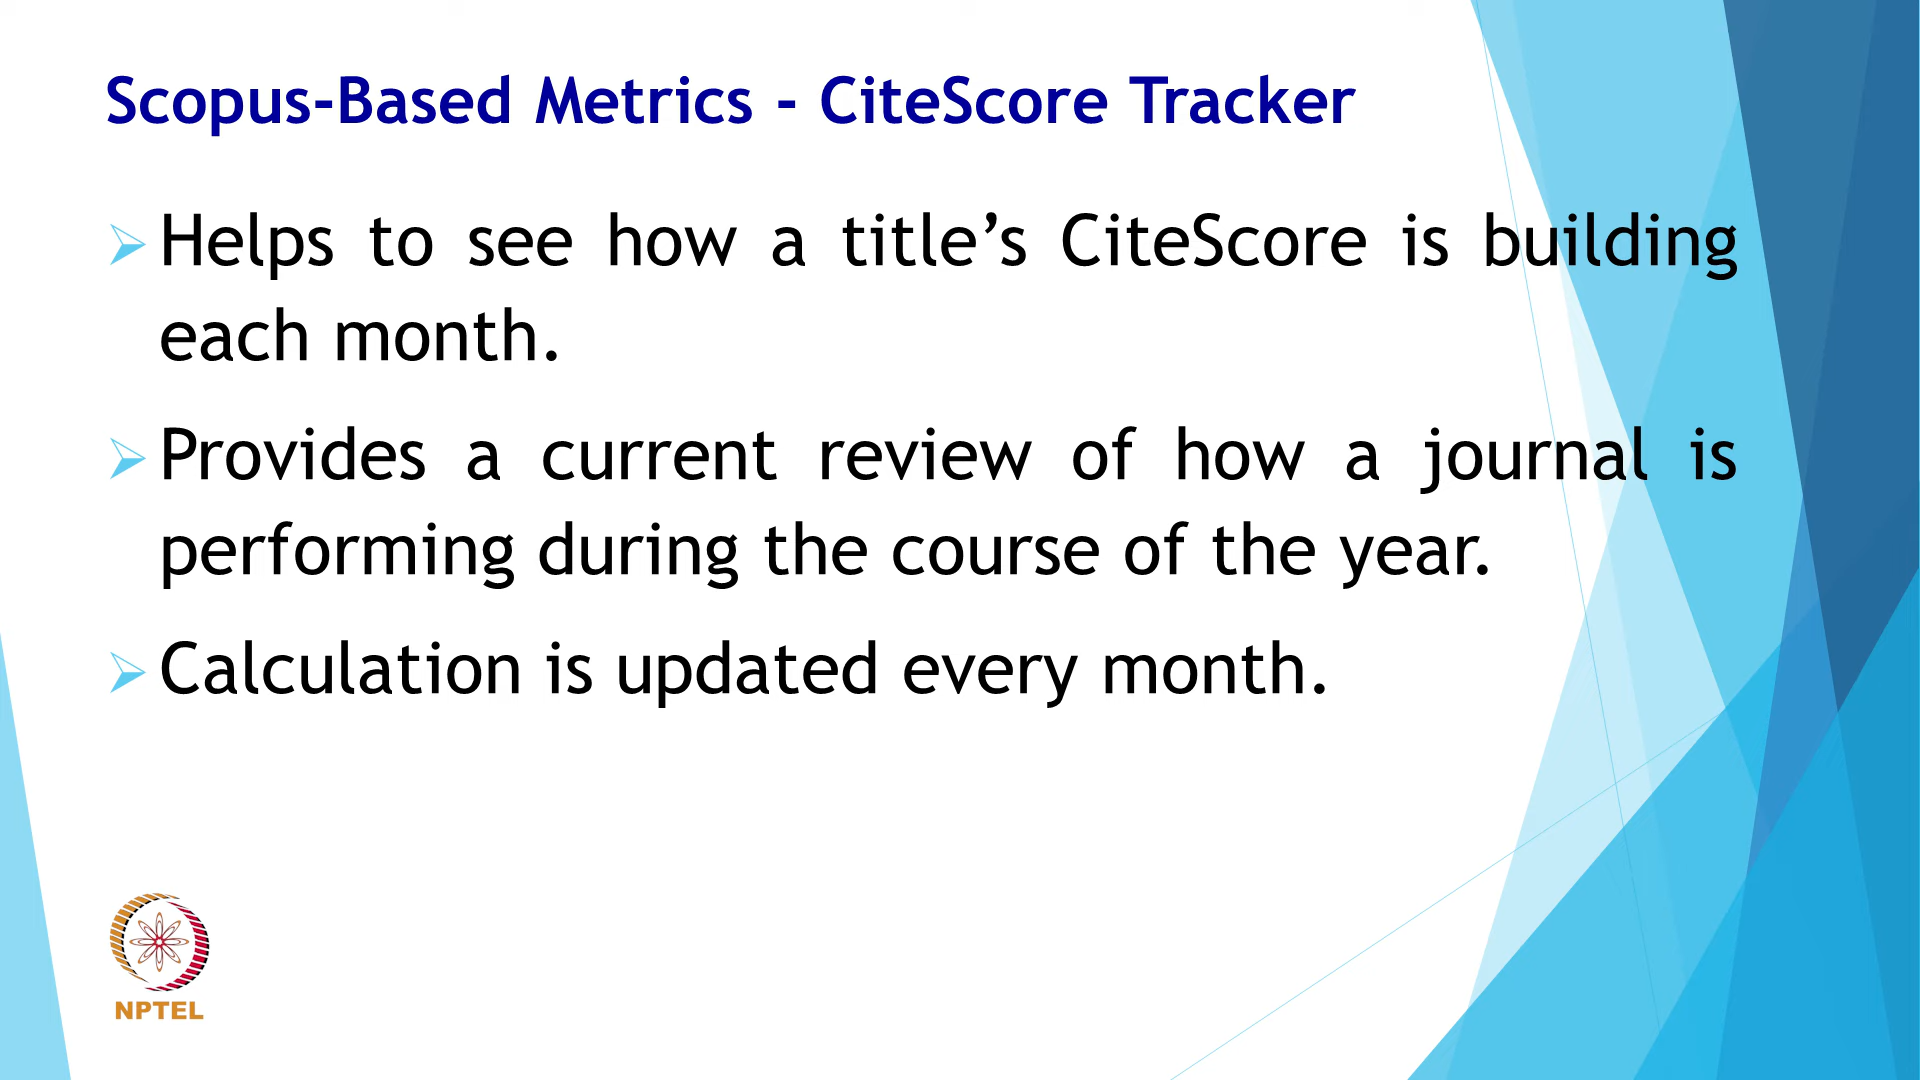 Scopus-Based Metrics - CiteScore Tracker
Helps to see how a title’s CiteScore is building
each month.
Provides a current review of how a journal is
performing during the course of the year.
Calculation is updated every month.
NPTEL